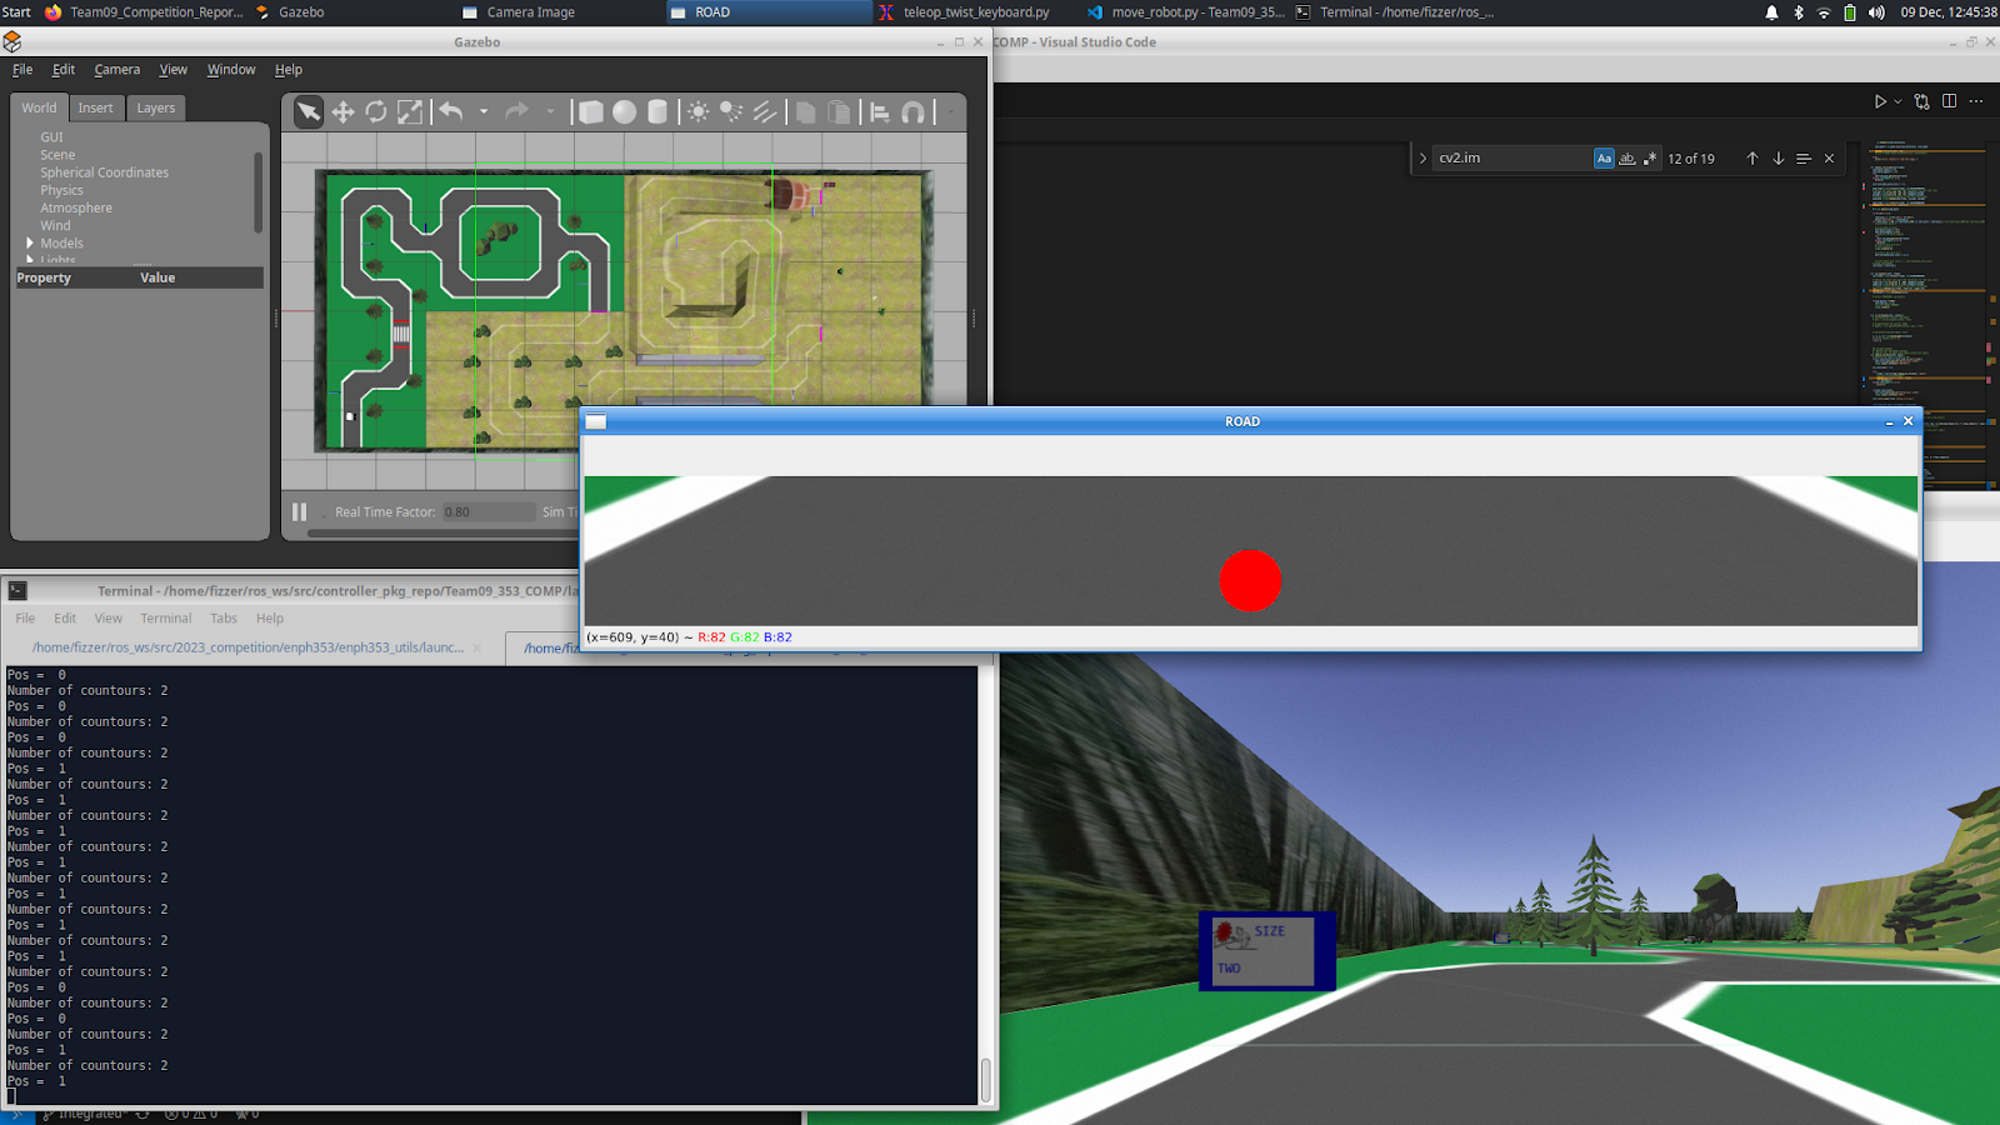 Start
Team09_Competition_Repor...
Gazebo
Camera Image
ROAD
teleop_twist_keyboard.py
move_robot.py - Team09_35...
Terminal - /home/fizzer/ros_...
09 Dec, 12:45:38
Gazebo
COMP - Visual Studio Code
File Edit Camera View Window Help
World Insert Layers
GUI
Scene
Spherical Coordinates
Physics
Atmosphere
Wind
Models
Lights
Property Value
Real Time Factor: 0.80 Sim Ti
cv2.im
Aa ab 12 of 19
ROAD
(x=609, y=40) ~ R:82 G:82 B:82
Terminal - /home/fizzer/ros_ws/src/controller_pkg_repo/Team09_353_COMP/la
File Edit View Terminal Tabs Help
/home/fizzer/ros_ws/src/2023_competition/enph353/enph353_utils/launc...
/home/fiz
Pos = 0
Number of countours: 2
Pos = 0
Number of countours: 2
Pos = 0
Number of countours: 2
Pos = 1
Number of countours: 2
Pos = 1
Number of countours: 2
Pos = 1
Number of countours: 2
Pos = 1
Number of countours: 2
Pos = 1
Number of countours: 2
Pos = 1
Number of countours: 2
Pos = 1
Number of countours: 2
Pos = 0
Number of countours: 2
Pos = 0
Number of countours: 2
Pos = 1
Number of countours: 2
Pos = 1
Integrated* 0 0 0
SIZE
TWO